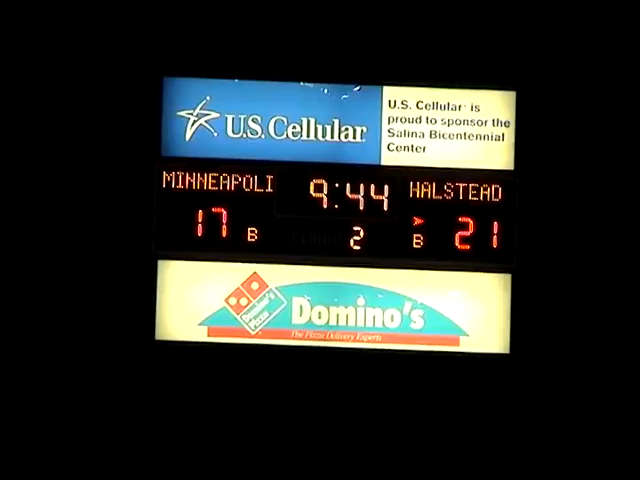 U.S. Cellular
U.S. Cellular is
proud to sponsor the
Salina Bicentennial
Center
MINNEAPOLI 9:44 HALSTEAD
17 B 2 B 21
Domino's
Pizza
Domino's
The Pizza Delivery Experts